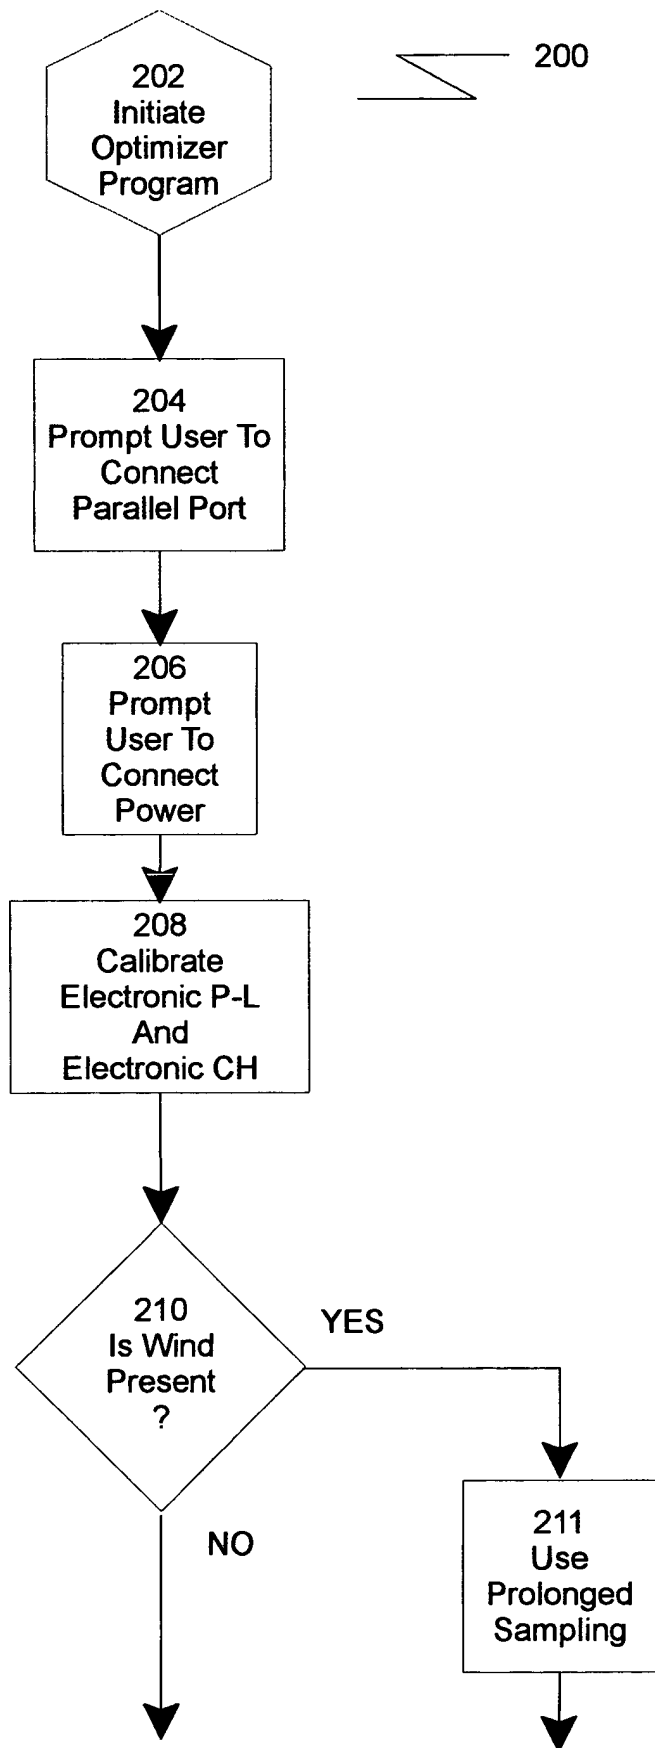 200
202
Initiate
Optimizer
Program
204
Prompt User To
Connect
Parallel Port
206
Prompt
User To
Connect
Power
208
Calibrate
Electronic P-L
And
Electronic CH
210
Is Wind
Present
?
YES
NO
211
Use
Prolonged
Sampling